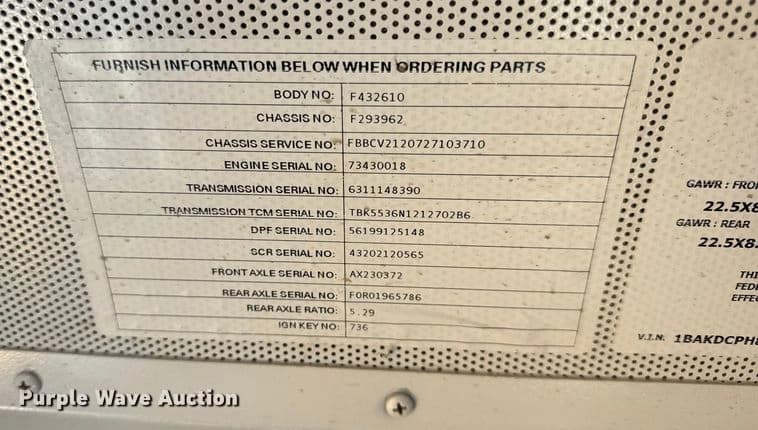 FURNISH INFORMATION BELOW WHEN ORDERING PARTS
BODY NO: F432610
CHASSIS NO: F293962
CHASSIS SERVICE NO: FBBCV2120727103710
ENGINE SERIAL NO: 73430018
TRANSMISSION SERIAL NO: 6311148390
TRANSMISSION TCM SERIAL NO: TBK5536N1212702B6
DPF SERIAL NO: 56199125148
SCR SERIAL NO: 43202120565
FRONT AXLE SERIAL NO: AX230372
REAR AXLE SERIAL NO: FOR01965786
REAR AXLE RATIO: 5.29
IGN KEY NO: 736
GAWR : FRO
22.5X8
GAWR : REAR
22.5X8.
THI
FEDE
EFFE
V.I.N. 1BAKDCPH
Purple Wave Auction